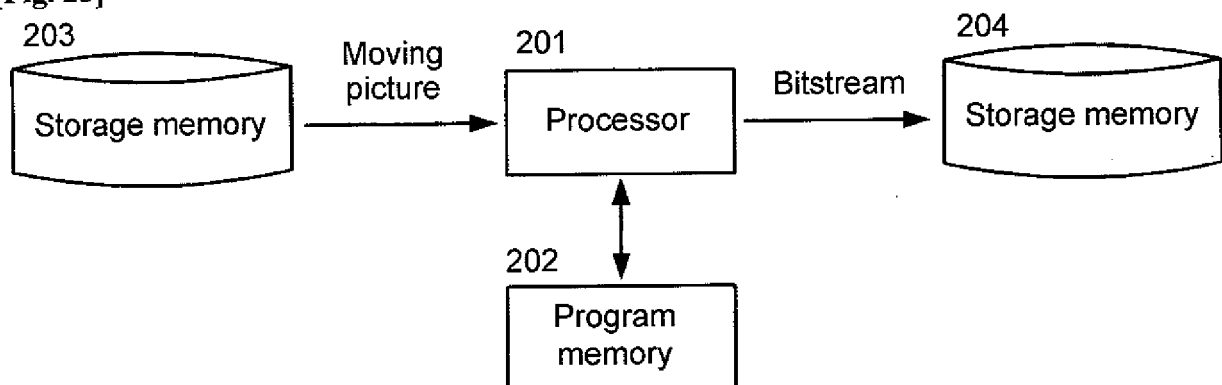 203
Storage memory
Moving
picture
201
Processor
Bitstream
204
Storage memory
202
Program
memory